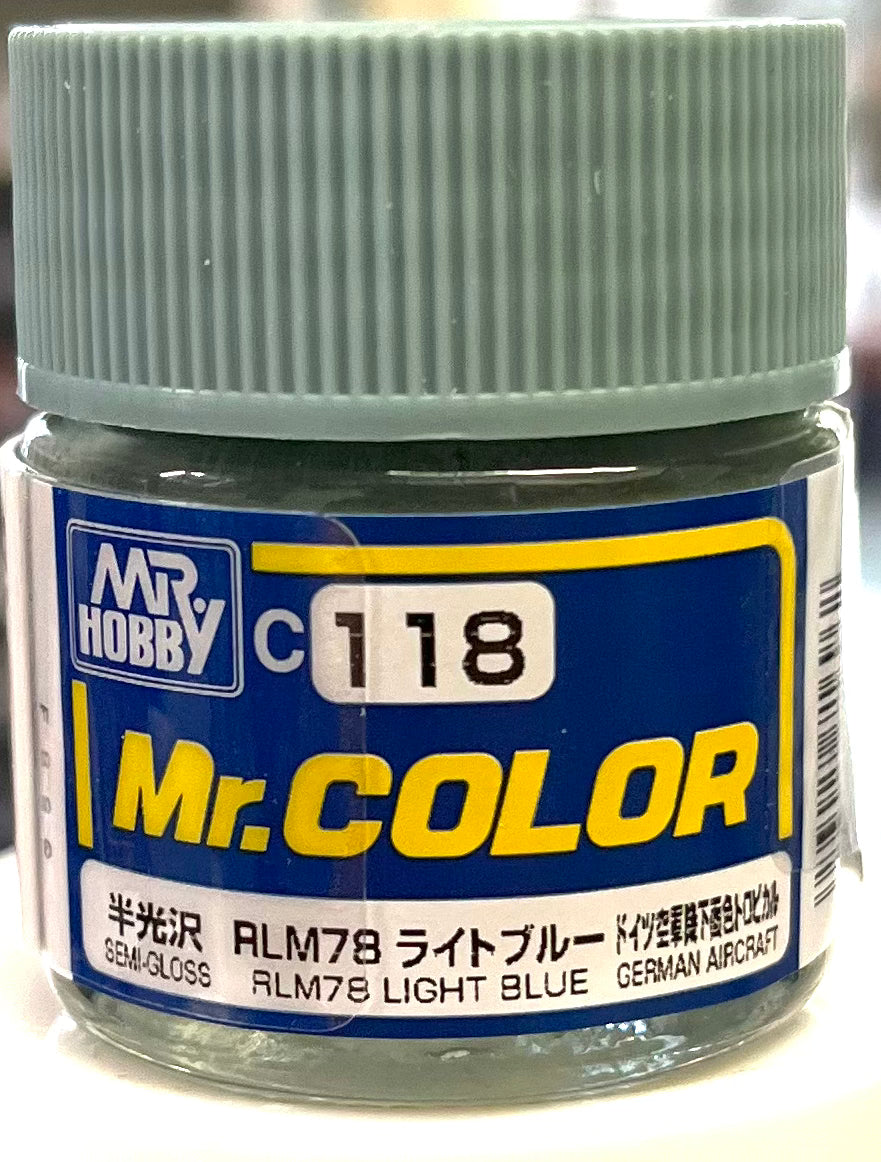 MR. HOBBY
C 118
Mr. COLOR
半光沢 RLM78 ライトブルー ドイツ空軍機下面色トロピカル
SEMI-GLOSS RLM78 LIGHT BLUE GERMAN AIRCRAFT